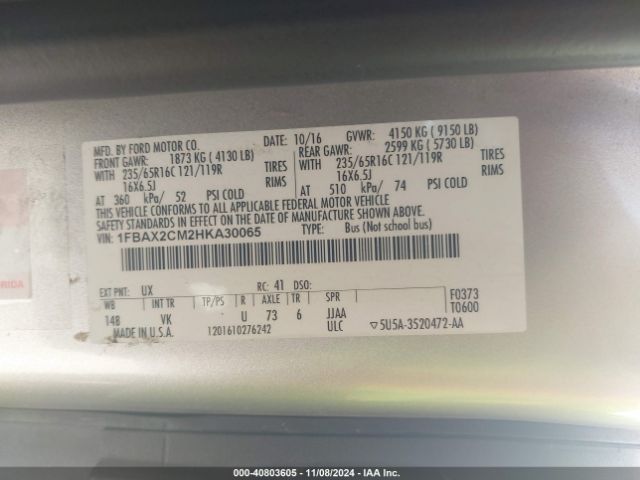 MFD. BY FORD MOTOR CO. DATE: 10/16 GVWR: 4150 KG ( 9150 LB)
FRONT GAWR: 1873 KG ( 4130 LB) REAR GAWR: 2599 KG ( 5730 LB)
WITH 235/65R16C 121/119R TIRES WITH 235/65R16C 121/119R TIRES
16X6.5J RIMS 16X6.5J RIMS
AT 360 kPa/ 52 PSI COLD AT 510 kPa/ 74 PSI COLD
THIS VEHICLE CONFORMS TO ALL APPLICABLE FEDERAL MOTOR VEHICLE
SAFETY STANDARDS IN EFFECT ON THE DATE OF MANUFACTURE SHOWN ABOVE.
VIN: 1FBAX2CM2HKA30065 TYPE: Bus (Not School bus)
EXT PNT: UX RC: 41 DSO:
WB INT TR TP/PS R AXLE TR SPR F0373
148 VK U 73 6 JJAA T0600
MADE IN U.S.A. 1201610276242 ULC ▽5U5A-3520472-AA
RIDA
000-40803605 • 11/08/2024 • IAA Inc.